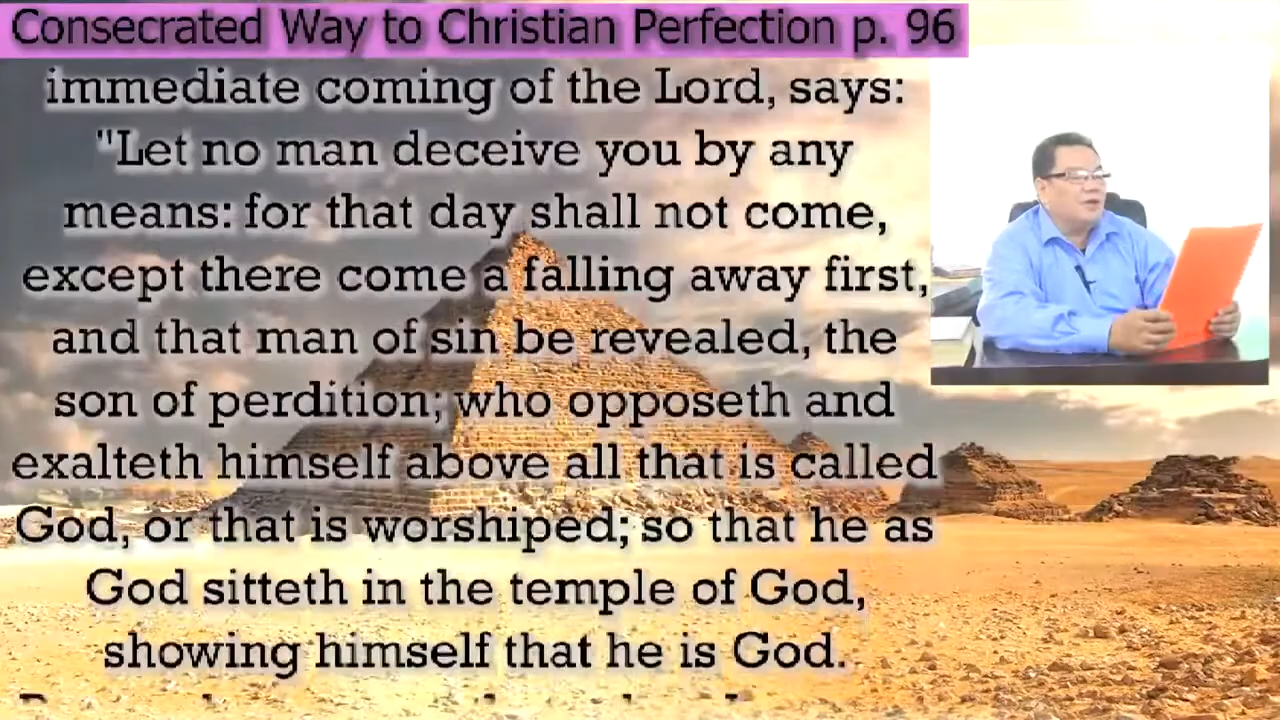 Consecrated Way to Christian Perfection p. 96
immediate coming of the Lord, says:
"Let no man deceive you by any
means: for that day shall not come,
except there come a falling away first,
and that man of sin be revealed, the
son of perdition; who opposeth and
exalteth himself above all that is called
God, or that is worshiped; so that he as
God sitteth in the temple of God,
showing himself that he is God.